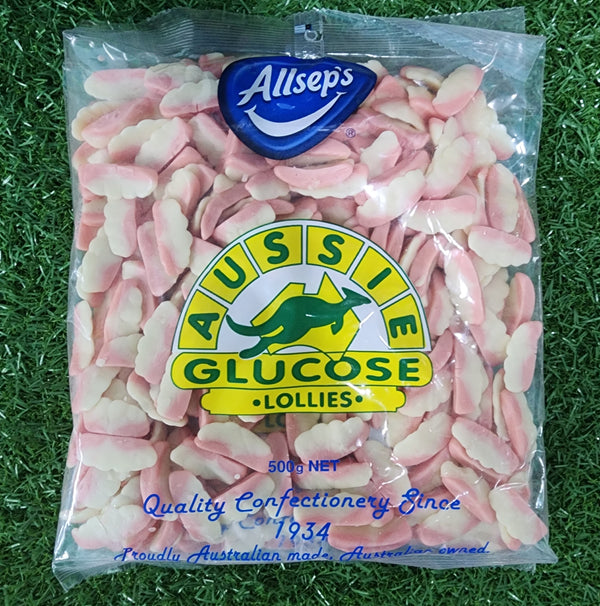 Allsep's
®
AUSSIE
GLUCOSE
•LOLLIES•
500g NET
Quality Confectionery Since
1934
Proudly Australian made, Australian owned.